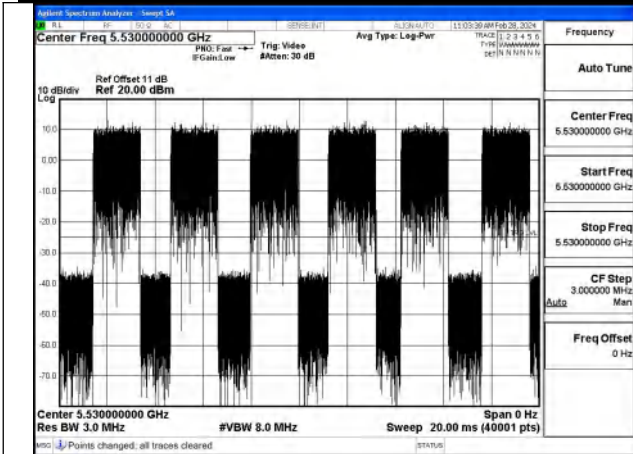 Agilent Spectrum Analyzer - Swept SA
RL RF 50 Ω AC SENSE:INT ALIGN AUTO 11:03:39 AM Feb 28, 2024
Center Freq 5.530000000 GHz
PNO: Fast
IFGain:Low
Trig: Video
#Atten: 30 dB
Avg Type: Log-Pwr
TRACE 1 2 3 4 5 6
TYPE WWWWWW
DET N N N N N N
Ref Offset 11 dB
10 dB/div Ref 20.00 dBm
Log
10.0
0.00
-10.0
-20.0
-30.0
-40.0
-50.0
-60.0
-70.0
Center 5.530000000 GHz
Span 0 Hz
Res BW 3.0 MHz
#VBW 8.0 MHz
Sweep 20.00 ms (40001 pts)
MSG Points changed; all traces cleared
STATUS
Frequency
Auto Tune
Center Freq
5.530000000 GHz
Start Freq
5.530000000 GHz
Stop Freq
5.530000000 GHz
CF Step
3.000000 MHz
Auto Man
Freq Offset
0 Hz